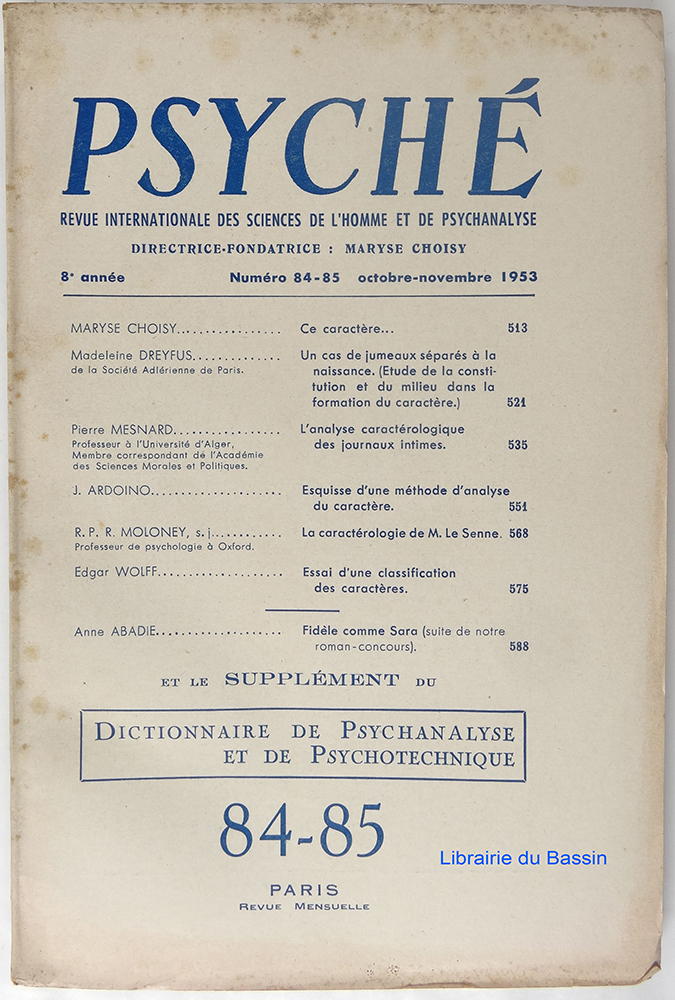 PSYCHÉ
REVUE INTERNATIONALE DES SCIENCES DE L'HOMME ET DE PSYCHANALYSE
DIRECTRICE-FONDATRICE : MARYSE CHOISY
8e année Numéro 84-85 octobre-novembre 1953
MARYSE CHOISY................ Ce caractère... 513
Madeleine DREYFUS.............. Un cas de jumeaux séparés à la
de la Société Adlérienne de Paris. naissance. (Etude de la consti-
tution et du milieu dans la
formation du caractère.) 521
Pierre MESNARD................. L'analyse caractérologique
Professeur à l'Université d'Alger, des journaux intimes. 535
Membre correspondant de l'Académie
des Sciences Morales et Politiques.
J. ARDOINO..................... Esquisse d'une méthode d'analyse
du caractère. 551
R. P. R. MOLONEY, s. j........... La caractérologie de M. Le Senne. 568
Professeur de psychologie à Oxford.
Edgar WOLFF.................... Essai d'une classification
des caractères. 575
Anne ABADIE.................... Fidèle comme Sara (suite de notre
roman-concours). 588
ET LE SUPPLÉMENT DU
DICTIONNAIRE DE PSYCHANALYSE
ET DE PSYCHOTECHNIQUE
84-85
Librairie du Bassin
PARIS
REVUE MENSUELLE